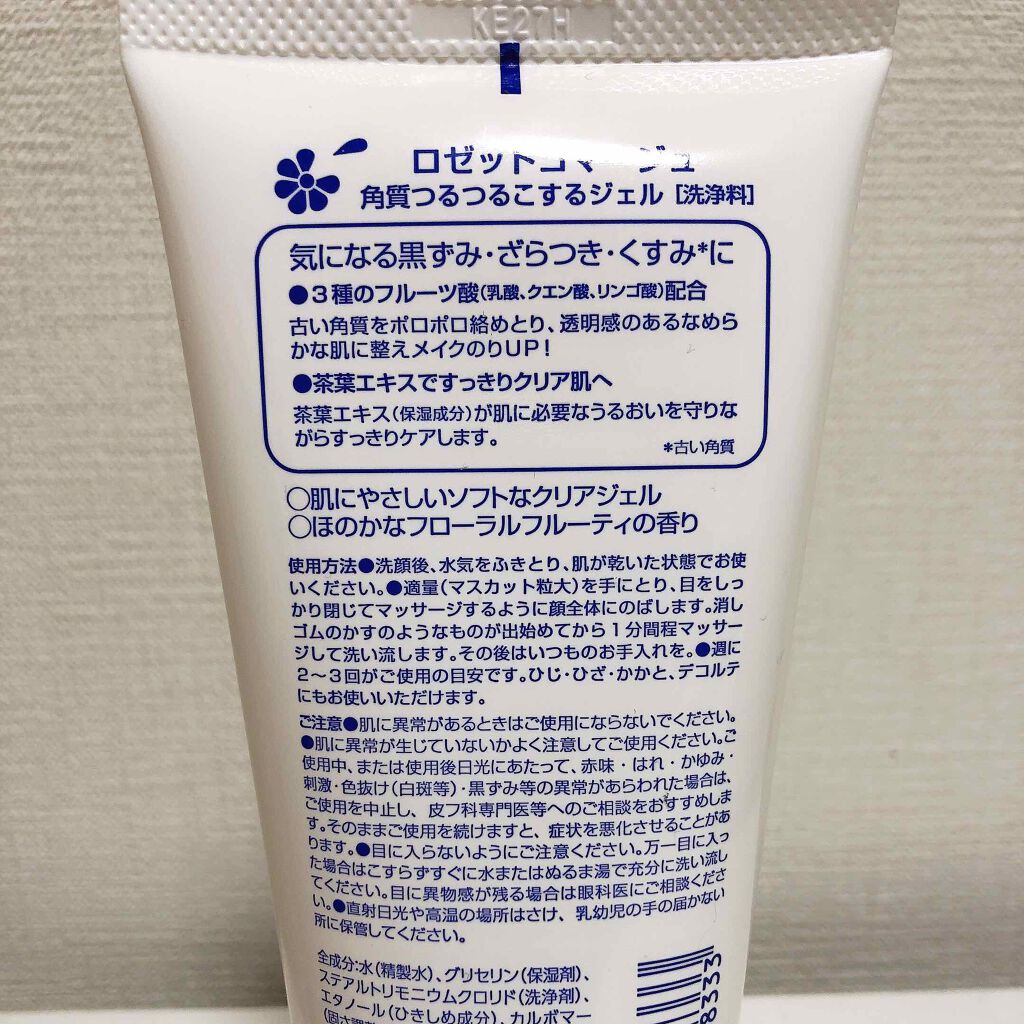 KE27H
ロゼットゴマージュ
角質つるつるこするジェル [洗浄料]
気になる黒ずみ・ざらつき・くすみ*に
●3種のフルーツ酸(乳酸、クエン酸、リンゴ酸)配合
古い角質をポロポロ絡めとり、透明感のあるなめら
かな肌に整えメイクのりUP!
●茶葉エキスですっきりクリア肌へ
茶葉エキス(保湿成分)が肌に必要なうるおいを守りな
がらすっきりケアします。
*古い角質
○肌にやさしいソフトなクリアジェル
○ほのかなフローラルフルーティの香り
使用方法●洗顔後、水気をふきとり、肌が乾いた状態でお使
いください。●適量(マスカット粒大)を手にとり、目をしっ
かり閉じてマッサージするように顔全体にのばします。消し
ゴムのかすのようなものが出始めてから1分間程マッサー
ジして洗い流します。その後はいつものお手入れを。●週に
2〜3回がご使用の目安です。ひじ・ひざ・かかと、デコルテ
にもお使いいただけます。
ご注意●肌に異常があるときはご使用にならないでください。
●肌に異常が生じていないかよく注意してご使用ください。ご
使用中、または使用後日光にあたって、赤味・はれ・かゆみ・
刺激・色抜け(白斑等)・黒ずみ等の異常があらわれた場合は、
ご使用を中止し、皮フ科専門医等へのご相談をおすすめしま
す。そのままご使用を続けますと、症状を悪化させることがあ
ります。●目に入らないようにご注意ください。万一目に入っ
た場合はこすらずすぐに水またはぬるま湯で充分に洗い流し
てください。目に異物感が残る場合は眼科医にご相談くださ
い。●直射日光や高温の場所はさけ、乳幼児の手の届かない
所に保管してください。
全成分:水(精製水)、グリセリン(保湿剤)、
ステアルトリモニウムクロリド(洗浄剤)、
エタノール(ひきしめ成分)、カルボマー
8333